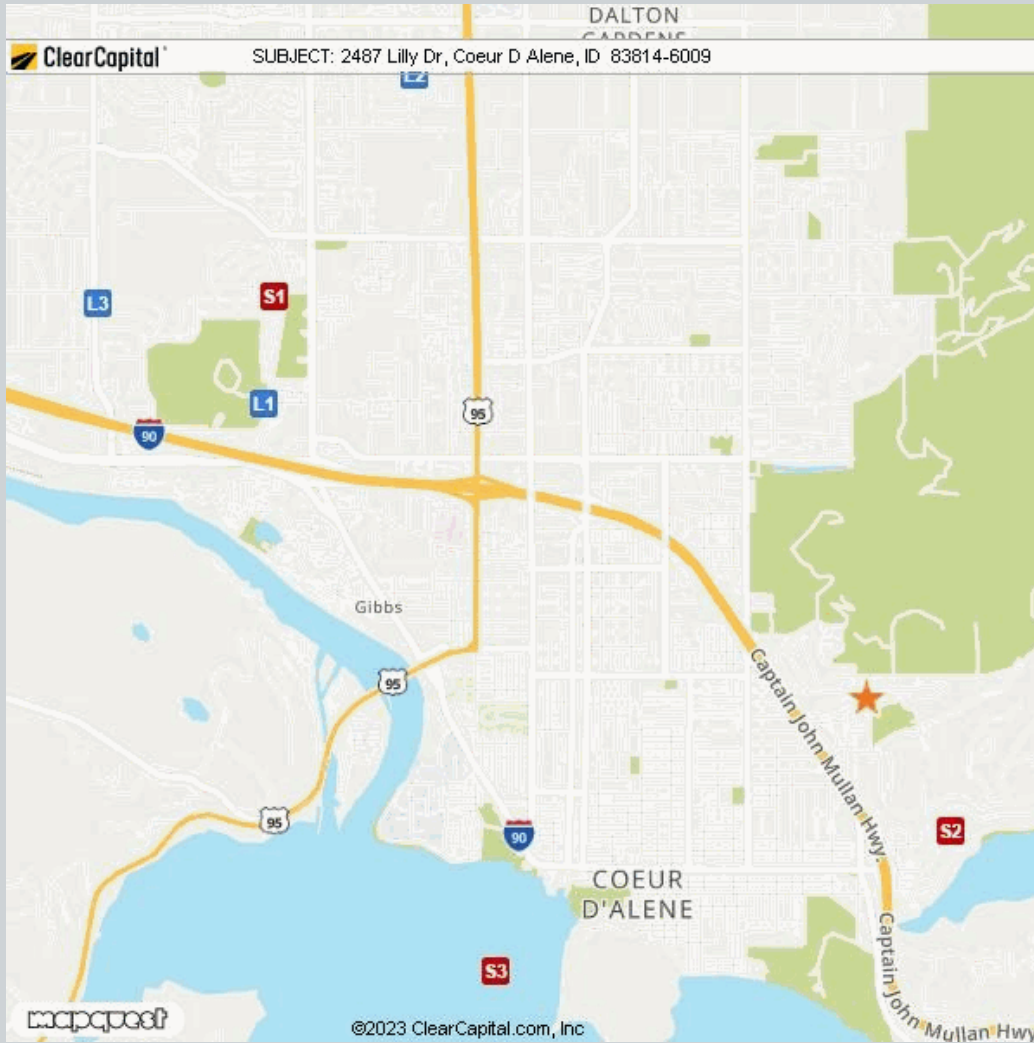 DALTON
GARDENS
ClearCapital
SUBJECT: 2487 Lilly Dr, Coeur D Alene, ID 83814-6009
L2
L3
S1
L1
95
90
Gibbs
95
Captain John Mullan Hwy.
95
S2
90
COEUR
D'ALENE
Captain John Mullan Hwy
S3
mapquest
©2023 ClearCapital.com, Inc